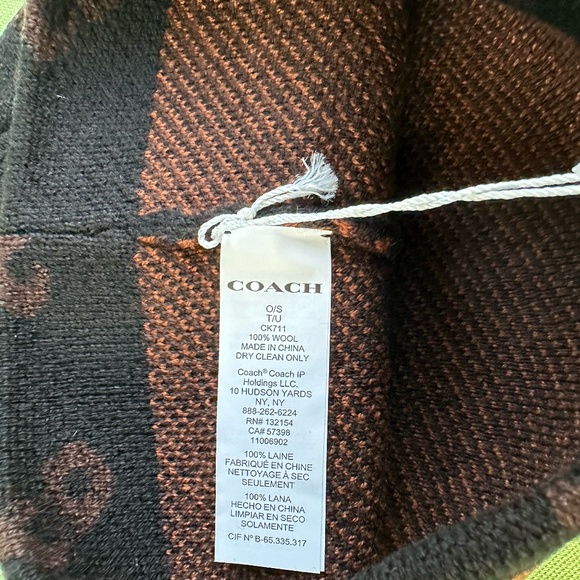 COACH
O/S
T/U
CK711
100% WOOL
MADE IN CHINA
DRY CLEAN ONLY
Coach® Coach IP
Holdings LLC.
10 HUDSON YARDS
NY, NY
888-262-6224
RN# 132154
CA# 57398
11006902
100% LAINE
FABRIQUÉ EN CHINE
NETTOYAGE À SEC
SEULEMENT
100% LANA
HECHO EN CHINA
LIMPIAR EN SECO
SOLAMENTE
CIF Nº B-65.335.317